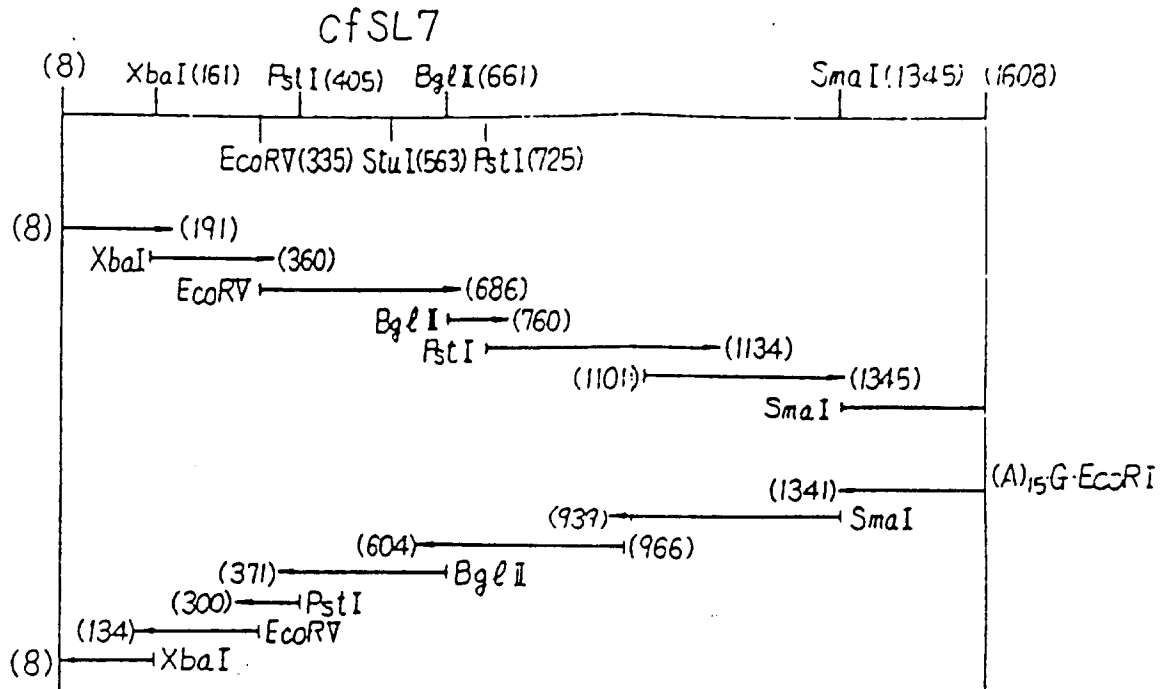 CfSL7
(8) XbaI(161) PstI(405) BglI(661) SmaI(1345) (1608)
EcoRV(335) StuI(563) PstI(725)
(8) (191)
XbaI (360)
EcoRV (686)
BglI (760)
PstI (1134)
(1101) (1345)
SmaI
(A)15·G·EcoRI
(1341)
(939) SmaI
(604) (966)
(371) BglII
(300) PstI
(134) EcoRV
(8) XbaI